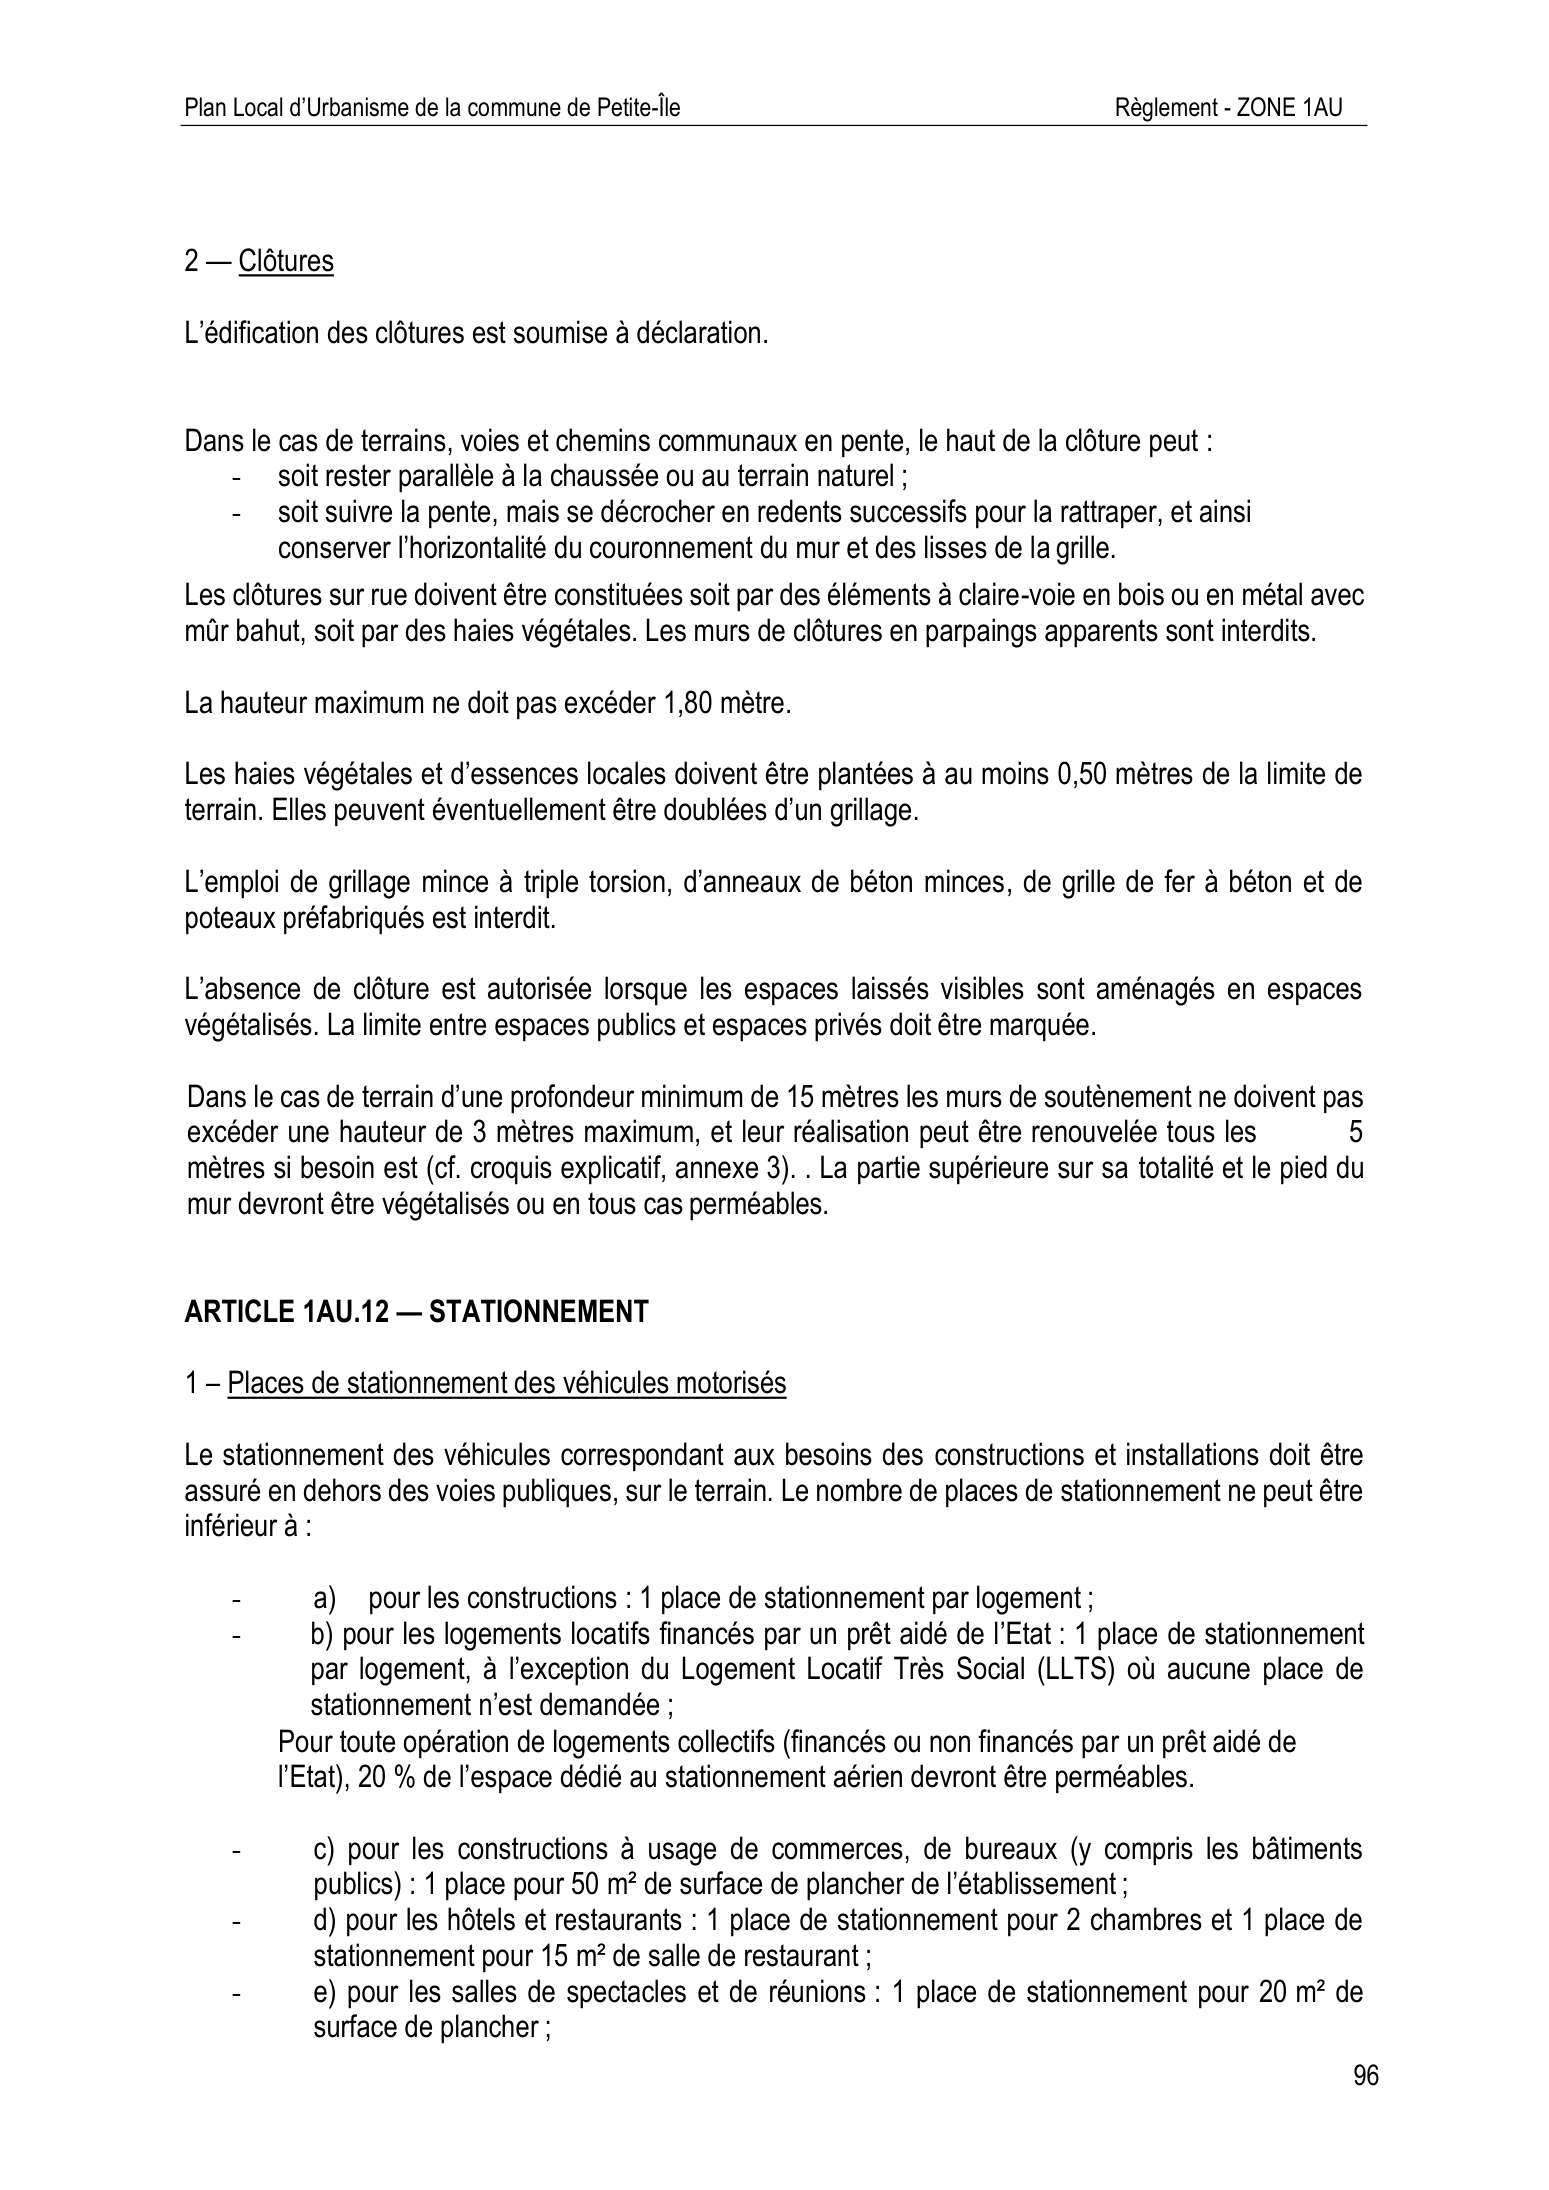 Plan Local d’Urbanisme de la commune de Petite-Île Règlement - ZONE 1AU
2 — Clôtures
L’édification des clôtures est soumise à déclaration.
Dans le cas de terrains, voies et chemins communaux en pente, le haut de la clôture peut :
- soit rester parallèle à la chaussée ou au terrain naturel ;
- soit suivre la pente, mais se décrocher en redents successifs pour la rattraper, et ainsi
conserver l’horizontalité du couronnement du mur et des lisses de la grille.
Les clôtures sur rue doivent être constituées soit par des éléments à claire-voie en bois ou en métal avec
mûr bahut, soit par des haies végétales. Les murs de clôtures en parpaings apparents sont interdits.
La hauteur maximum ne doit pas excéder 1,80 mètre.
Les haies végétales et d’essences locales doivent être plantées à au moins 0,50 mètres de la limite de
terrain. Elles peuvent éventuellement être doublées d’un grillage.
L’emploi de grillage mince à triple torsion, d’anneaux de béton minces, de grille de fer à béton et de
poteaux préfabriqués est interdit.
L’absence de clôture est autorisée lorsque les espaces laissés visibles sont aménagés en espaces
végétalisés. La limite entre espaces publics et espaces privés doit être marquée.
Dans le cas de terrain d’une profondeur minimum de 15 mètres les murs de soutènement ne doivent pas
excéder une hauteur de 3 mètres maximum, et leur réalisation peut être renouvelée tous les 5
mètres si besoin est (cf. croquis explicatif, annexe 3). . La partie supérieure sur sa totalité et le pied du
mur devront être végétalisés ou en tous cas perméables.
ARTICLE 1AU.12 — STATIONNEMENT
1 – Places de stationnement des véhicules motorisés
Le stationnement des véhicules correspondant aux besoins des constructions et installations doit être
assuré en dehors des voies publiques, sur le terrain. Le nombre de places de stationnement ne peut être
inférieur à :
- a) pour les constructions : 1 place de stationnement par logement ;
- b) pour les logements locatifs financés par un prêt aidé de l’Etat : 1 place de stationnement
par logement, à l’exception du Logement Locatif Très Social (LLTS) où aucune place de
stationnement n’est demandée ;
Pour toute opération de logements collectifs (financés ou non financés par un prêt aidé de
l’Etat), 20 % de l’espace dédié au stationnement aérien devront être perméables.
- c) pour les constructions à usage de commerces, de bureaux (y compris les bâtiments
publics) : 1 place pour 50 m² de surface de plancher de l’établissement ;
- d) pour les hôtels et restaurants : 1 place de stationnement pour 2 chambres et 1 place de
stationnement pour 15 m² de salle de restaurant ;
- e) pour les salles de spectacles et de réunions : 1 place de stationnement pour 20 m² de
surface de plancher ;
96